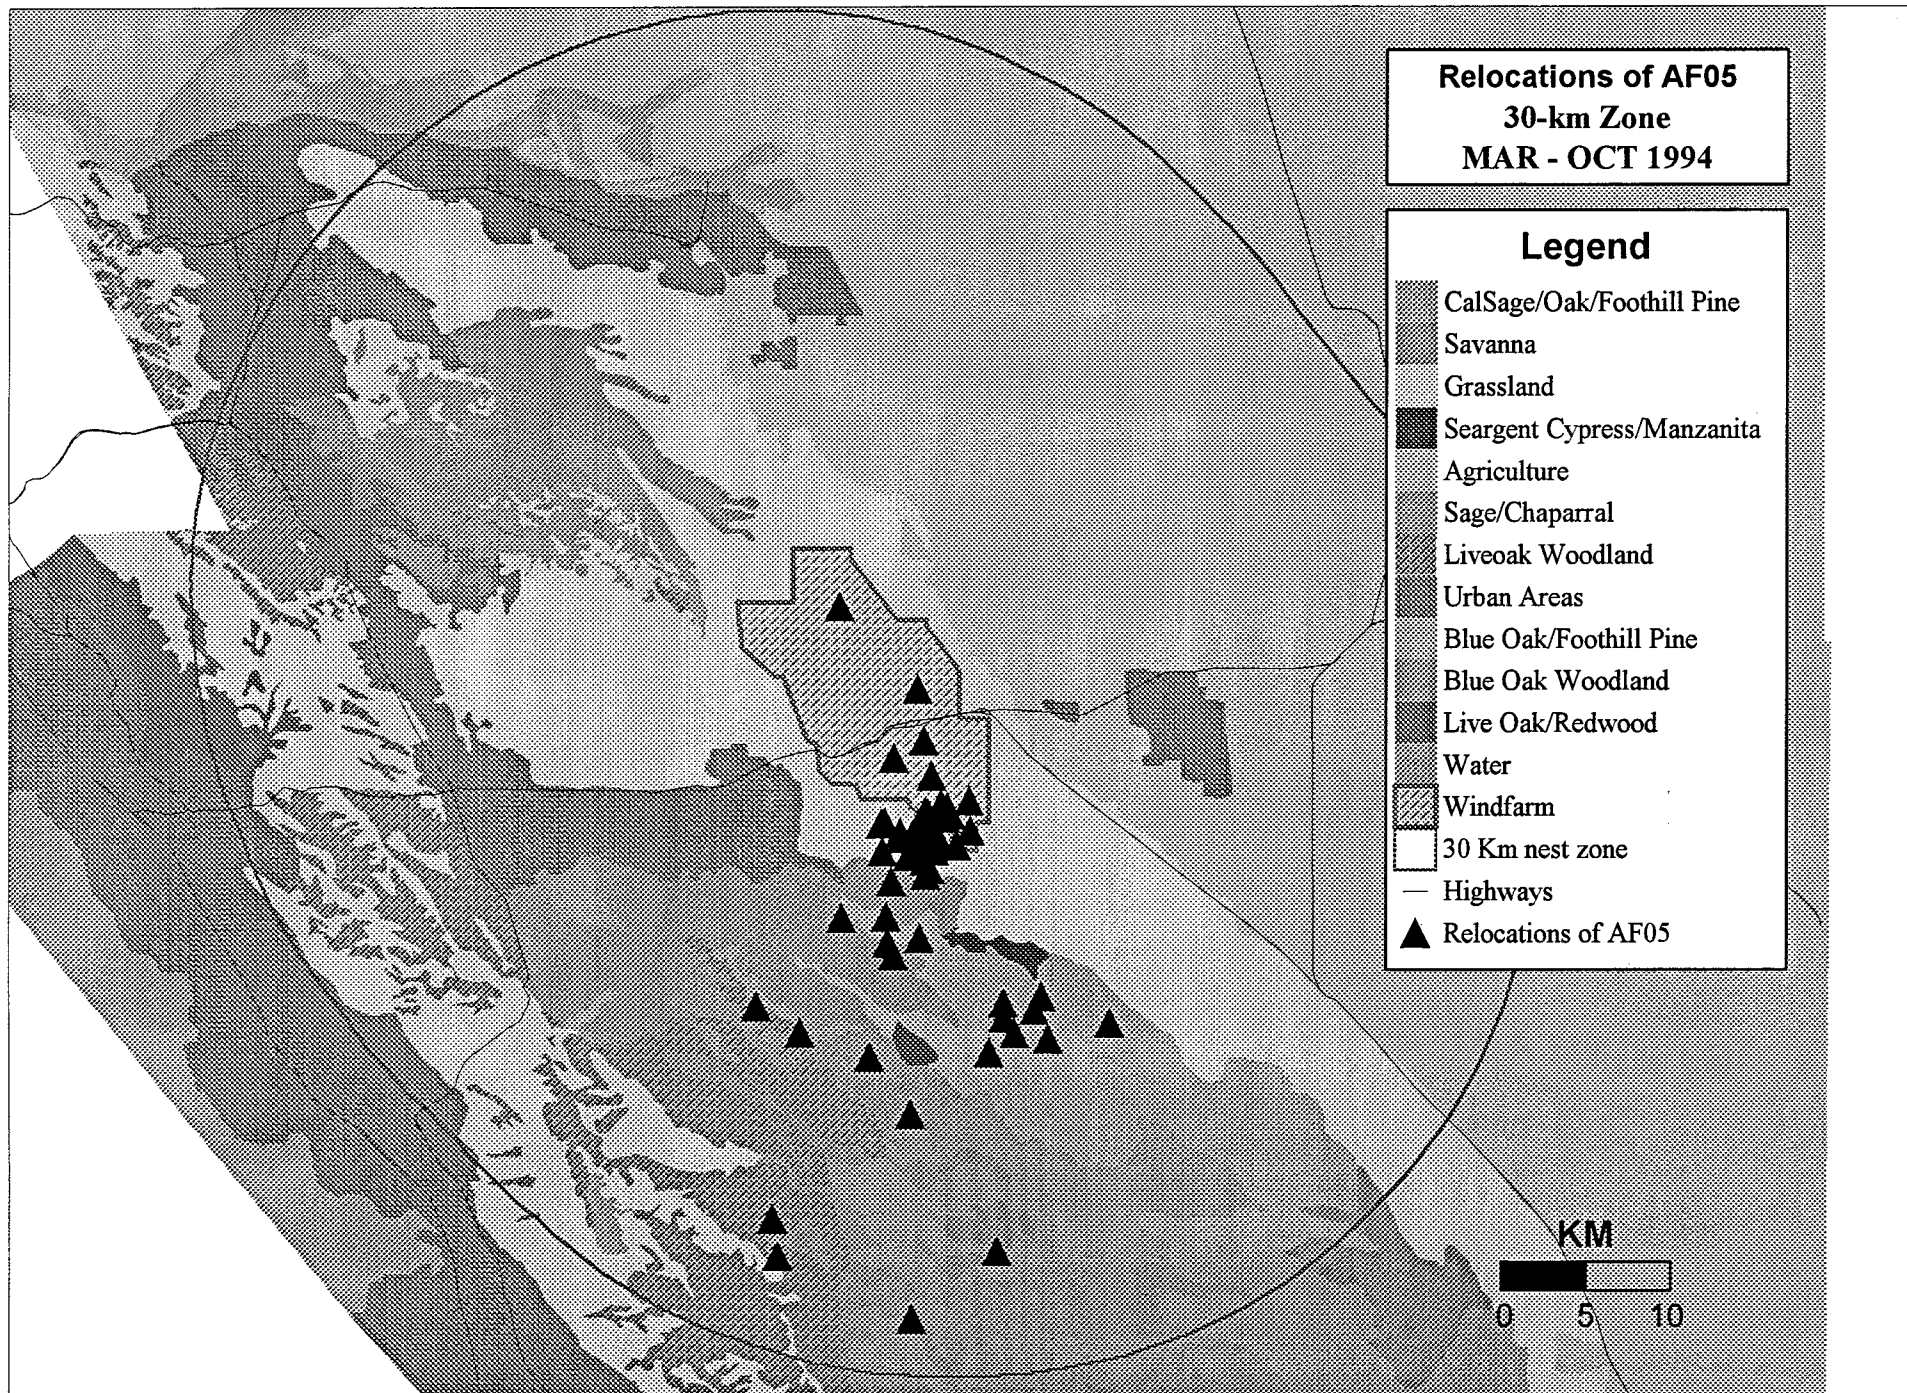 Relocations of AF05
30-km Zone
MAR - OCT 1994
Legend
CalSage/Oak/Foothill Pine
Savanna
Grassland
Seargent Cypress/Manzanita
Agriculture
Sage/Chaparral
Liveoak Woodland
Urban Areas
Blue Oak/Foothill Pine
Blue Oak Woodland
Live Oak/Redwood
Water
Windfarm
30 Km nest zone
Highways
Relocations of AF05
KM
0 5 10